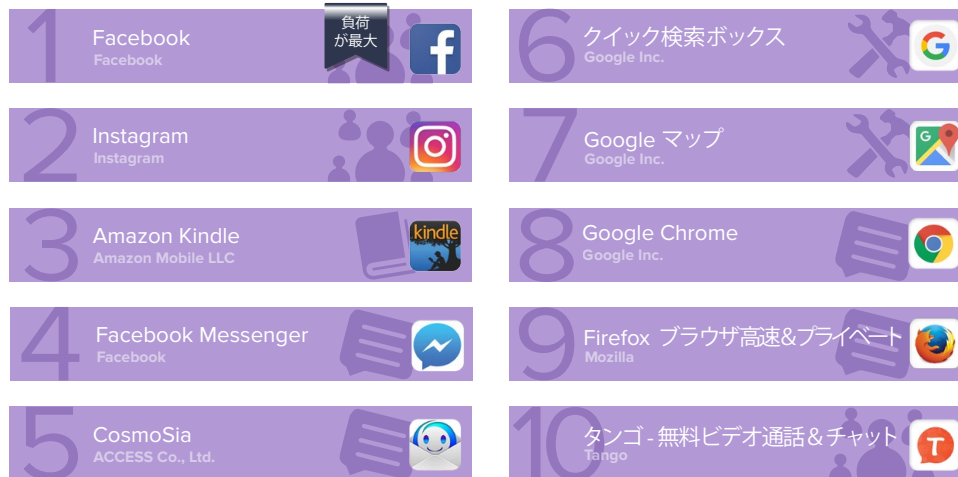 1
Facebook
Facebook
負荷
が最大
2
Instagram
Instagram
3
Amazon Kindle
Amazon Mobile LLC
kindle
4
Facebook Messenger
Facebook
5
CosmoSia
ACCESS Co., Ltd.
6
クイック検索ボックス
Google Inc.
G
7
Google マップ
Google Inc.
G
8
Google Chrome
Google Inc.
9
Firefox ブラウザ高速&プライベート
Mozilla
10
タンゴ - 無料ビデオ通話 & チャット
Tango
T